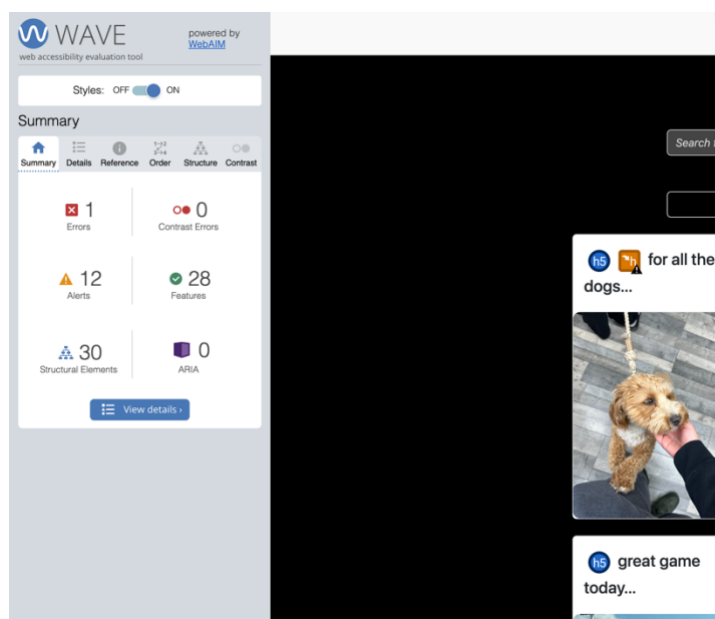 WAVE
powered by
WebAIM
web accessibility evaluation tool
Styles: OFF ON
Summary
Summary Details Reference Order Structure Contrast
1
Errors
0
Contrast Errors
12
Alerts
28
Features
30
Structural Elements
0
ARIA
View details ›
Search
h5 h for all the
dogs...
h5 great game
today...